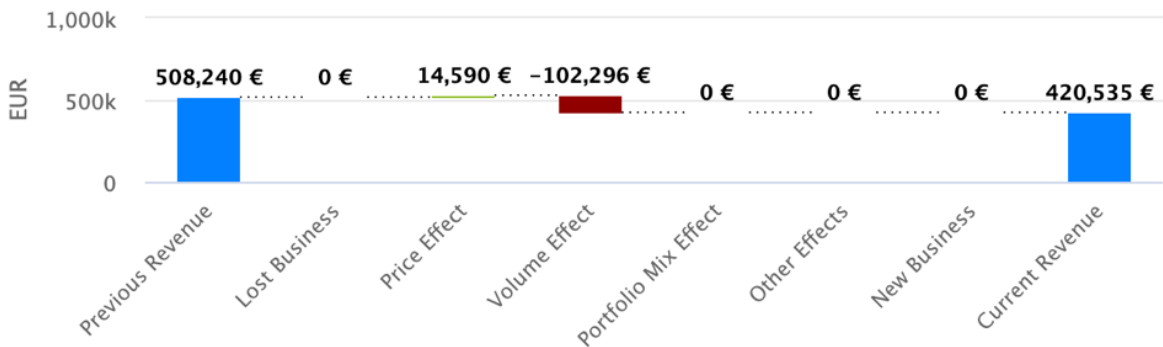 1,000k
500k
0
EUR
508,240 €
0 €
14,590 €
−102,296 €
0 €
0 €
0 €
420,535 €
Previous Revenue
Lost Business
Price Effect
Volume Effect
Portfolio Mix Effect
Other Effects
New Business
Current Revenue